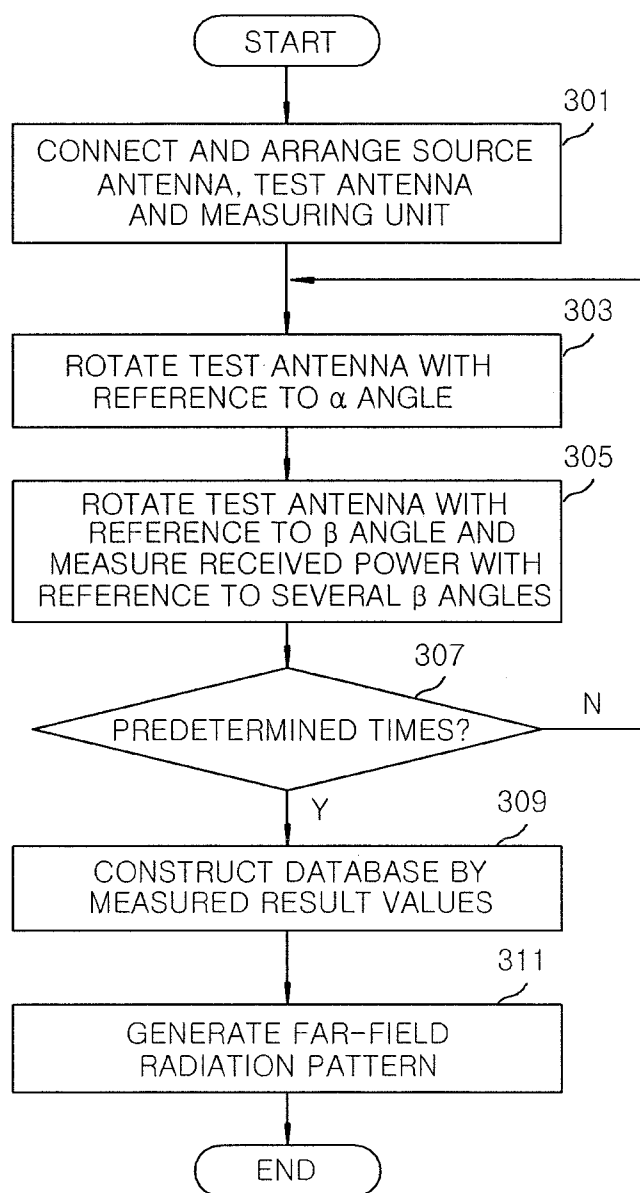 START
301
CONNECT AND ARRANGE SOURCE
ANTENNA, TEST ANTENNA
AND MEASURING UNIT
303
ROTATE TEST ANTENNA WITH
REFERENCE TO α ANGLE
305
ROTATE TEST ANTENNA WITH
REFERENCE TO β ANGLE AND
MEASURE RECEIVED POWER WITH
REFERENCE TO SEVERAL β ANGLES
307
PREDETERMINED TIMES?
N
Y
309
CONSTRUCT DATABASE BY
MEASURED RESULT VALUES
311
GENERATE FAR-FIELD
RADIATION PATTERN
END